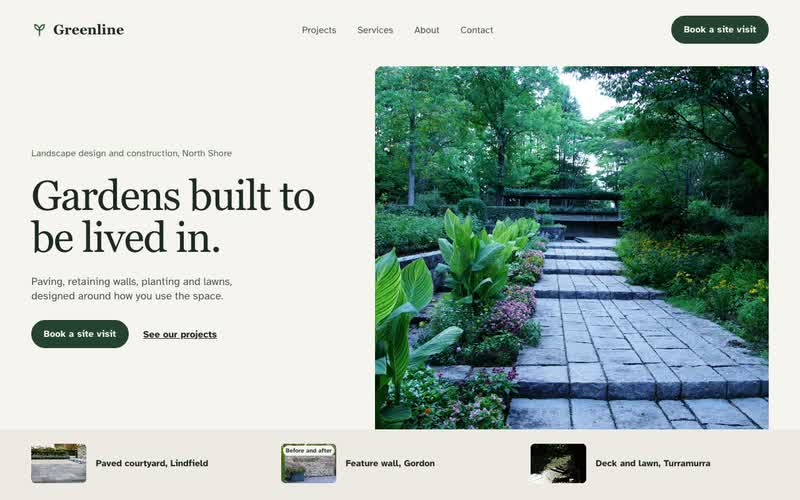 Greenline
Projects
Services
About
Contact
Book a site visit
Landscape design and construction, North Shore
Gardens built to
be lived in.
Paving, retaining walls, planting and lawns,
designed around how you use the space.
Book a site visit
See our projects
Paved courtyard, Lindfield
Before and after
Feature wall, Gordon
Deck and lawn, Turramurra